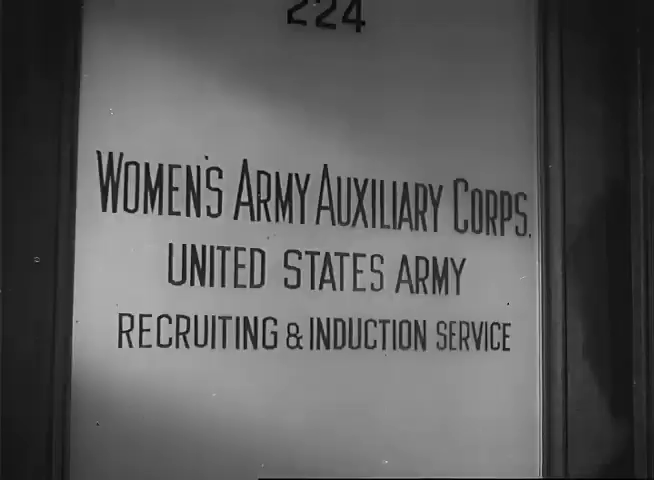 224
WOMEN'S ARMY AUXILIARY CORPS.
UNITED STATES ARMY
RECRUITING & INDUCTION SERVICE